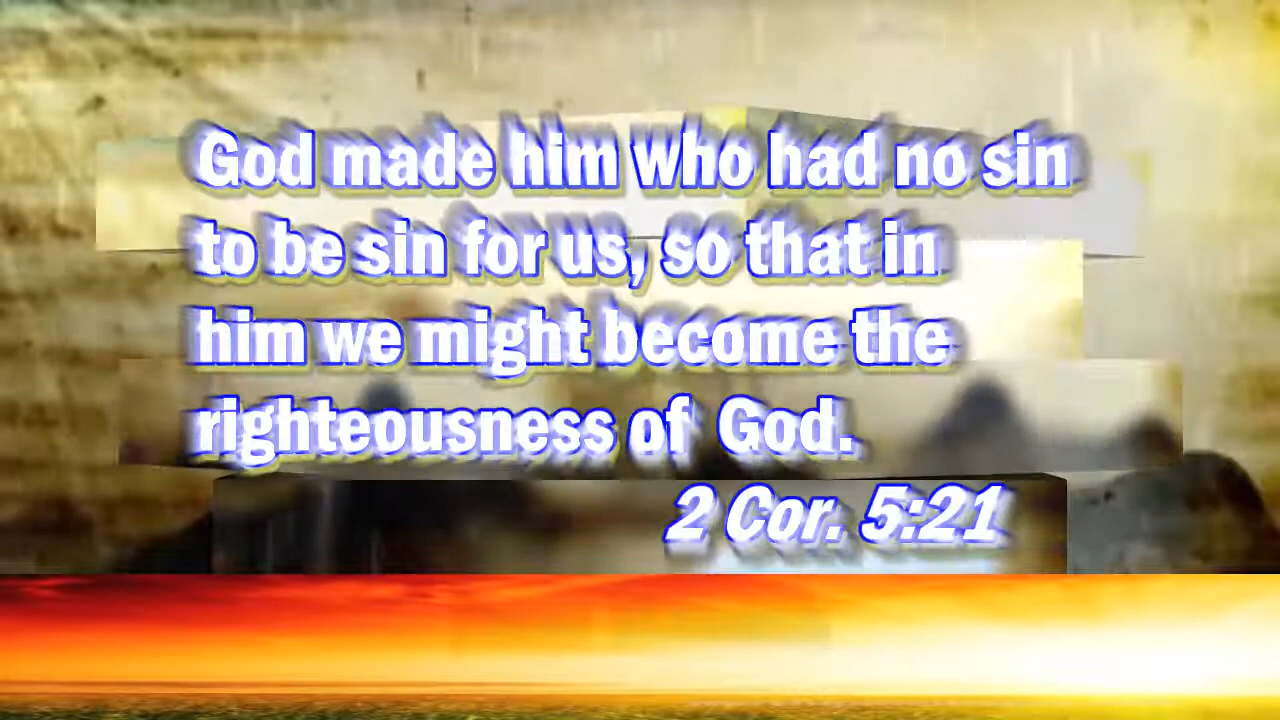 God made him who had no sin
to be sin for us, so that in
him we might become the
righteousness of God.
2 Cor. 5:21